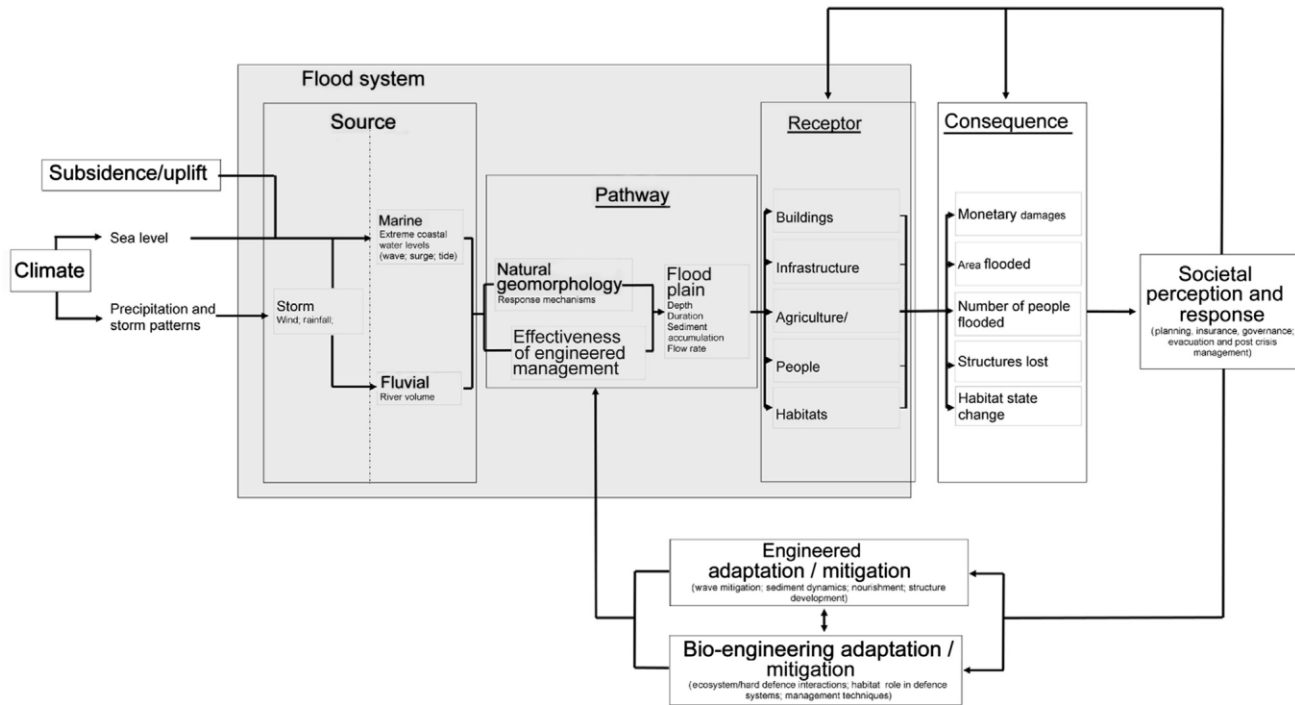 Flood system
Source
Subsidence/uplift
Climate
Sea level
Precipitation and
storm patterns
Storm
Wind; rainfall;
Marine
Extreme coastal
water levels
(wave; surge; tide)
Fluvial
River volume
Pathway
Natural
geomorphology
Response mechanisms
Effectiveness
of engineered
management
Flood
plain
Depth
Duration
Sediment
accumulation
Flow rate
Receptor
Buildings
Infrastructure
Agriculture/
People
Habitats
Consequence
Monetary damages
Area flooded
Number of people
flooded
Structures lost
Habitat state
change
Societal
perception and
response
(planning, insurance, governance;
evacuation and post crisis
management)
Engineered
adaptation / mitigation
(wave mitigation; sediment dynamics; nourishment; structure
development)
Bio-engineering adaptation /
mitigation
(ecosystem/hard defence interactions; habitat role in defence
systems; management techniques)